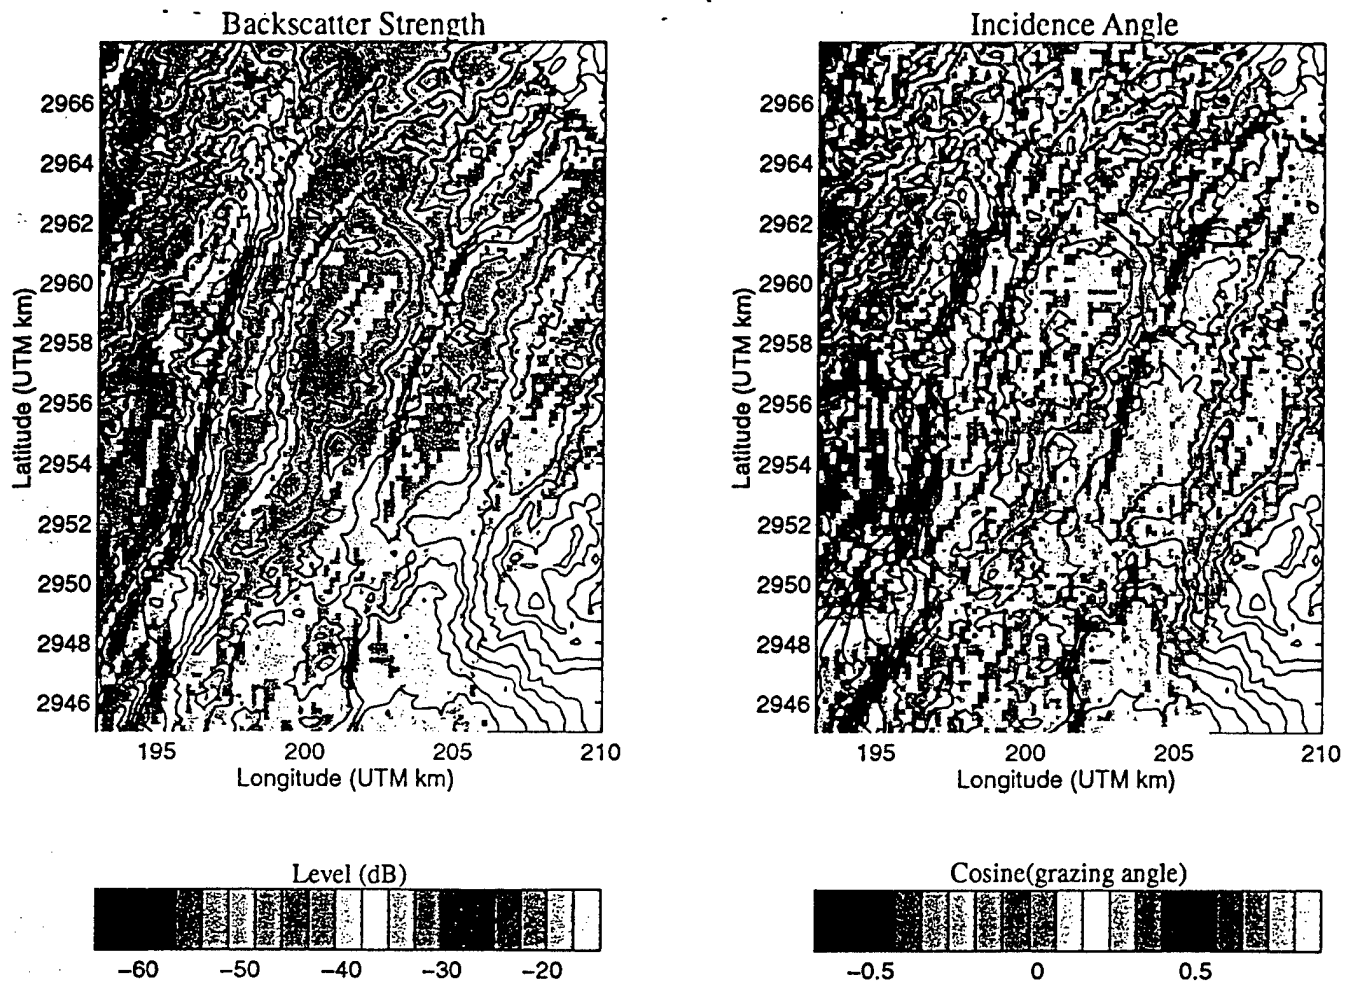 Backscatter Strength
2966
2964
2962
2960
2958
2956
2954
2952
2950
2948
2946
Latitude (UTM km)
195 200 205 210
Longitude (UTM km)
Level (dB)
−60 −50 −40 −30 −20
Incidence Angle
2966
2964
2962
2960
2958
2956
2954
2952
2950
2948
2946
Latitude (UTM km)
195 200 205 210
Longitude (UTM km)
Cosine(grazing angle)
−0.5 0 0.5